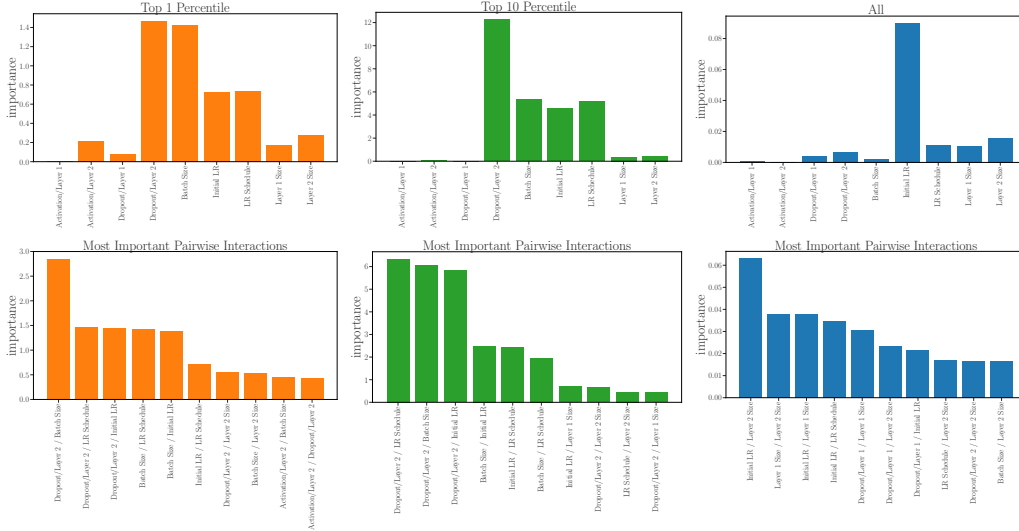 Top 1 Percentile
importance
1.4
1.2
1.0
0.8
0.6
0.4
0.2
0.0
Activation/Layer 1
Activation/Layer 2
Dropout/Layer 1
Dropout/Layer 2
Batch Size
Initial LR
LR Schedule
Layer 1 Size
Layer 2 Size
Top 10 Percentile
importance
12
10
8
6
4
2
0
Activation/Layer 1
Activation/Layer 2
Dropout/Layer 1
Dropout/Layer 2
Batch Size
Initial LR
LR Schedule
Layer 1 Size
Layer 2 Size
All
importance
0.08
0.06
0.04
0.02
0.00
Activation/Layer 1
Activation/Layer 2
Dropout/Layer 1
Dropout/Layer 2
Batch Size
Initial LR
LR Schedule
Layer 1 Size
Layer 2 Size
Most Important Pairwise Interactions
importance
3.0
2.5
2.0
1.5
1.0
0.5
0.0
Dropout/Layer 2 / Batch Size
Dropout/Layer 2 / LR Schedule
Dropout/Layer 2 / Initial LR
Batch Size / LR Schedule
Batch Size / Initial LR
Initial LR / LR Schedule
Dropout/Layer 2 / Layer 2 Size
Batch Size / Layer 2 Size
Activation/Layer 2 / Batch Size
Activation/Layer 2 / Dropout/Layer 2
Most Important Pairwise Interactions
importance
6
5
4
3
2
1
0
Dropout/Layer 2 / LR Schedule
Dropout/Layer 2 / Batch Size
Dropout/Layer 2 / Initial LR
Batch Size / Initial LR
Initial LR / LR Schedule
Batch Size / LR Schedule
Initial LR / Layer 1 Size
Dropout/Layer 2 / Layer 2 Size
LR Schedule / Layer 2 Size
Dropout/Layer 2 / Layer 1 Size
Most Important Pairwise Interactions
importance
0.06
0.05
0.04
0.03
0.02
0.01
0.00
Initial LR / Layer 2 Size
Layer 1 Size / Layer 2 Size
Initial LR / Layer 1 Size
Initial LR / LR Schedule
Dropout/Layer 1 / Layer 1 Size
Dropout/Layer 1 / Layer 2 Size
Dropout/Layer 1 / Initial LR
LR Schedule / Layer 2 Size
Dropout/Layer 2 / Layer 2 Size
Batch Size / Layer 2 Size